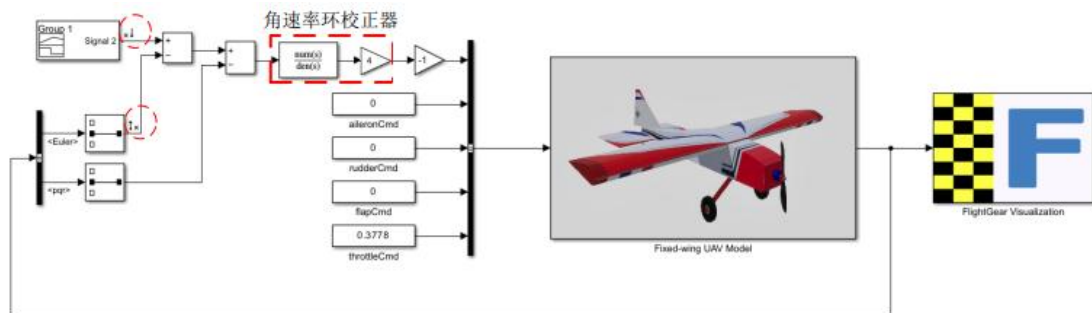 角速率环校正器
Group 1
Signal 2
+
−
+
−
num(s)
den(s)
4
-1
<Euler>
<pqr>
0
aileronCmd
0
rudderCmd
0
flapCmd
0.3778
throttleCmd
Fixed-wing UAV Model
F
FlightGear Visualization